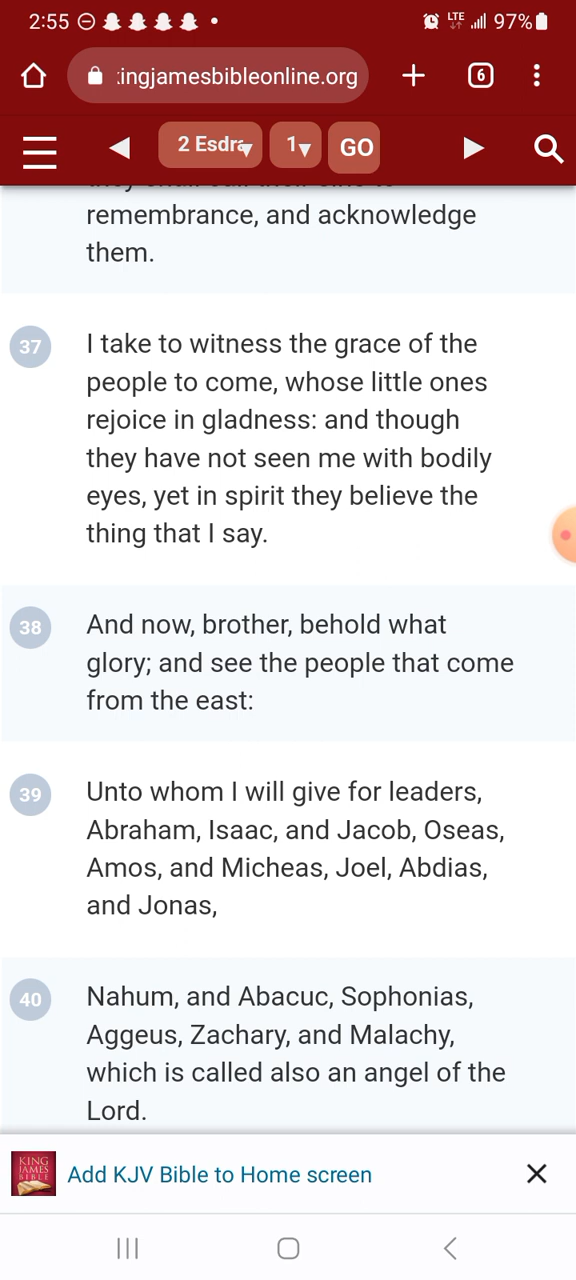 2:55
LTE
97%
:ingjamesbibleonline.org
6
2 Esdra
1
GO
remembrance, and acknowledge
them.
37
I take to witness the grace of the
people to come, whose little ones
rejoice in gladness: and though
they have not seen me with bodily
eyes, yet in spirit they believe the
thing that I say.
38
And now, brother, behold what
glory; and see the people that come
from the east:
39
Unto whom I will give for leaders,
Abraham, Isaac, and Jacob, Oseas,
Amos, and Micheas, Joel, Abdias,
and Jonas,
40
Nahum, and Abacuc, Sophonias,
Aggeus, Zachary, and Malachy,
which is called also an angel of the
Lord.
KING
JAMES
BIBLE
Add KJV Bible to Home screen